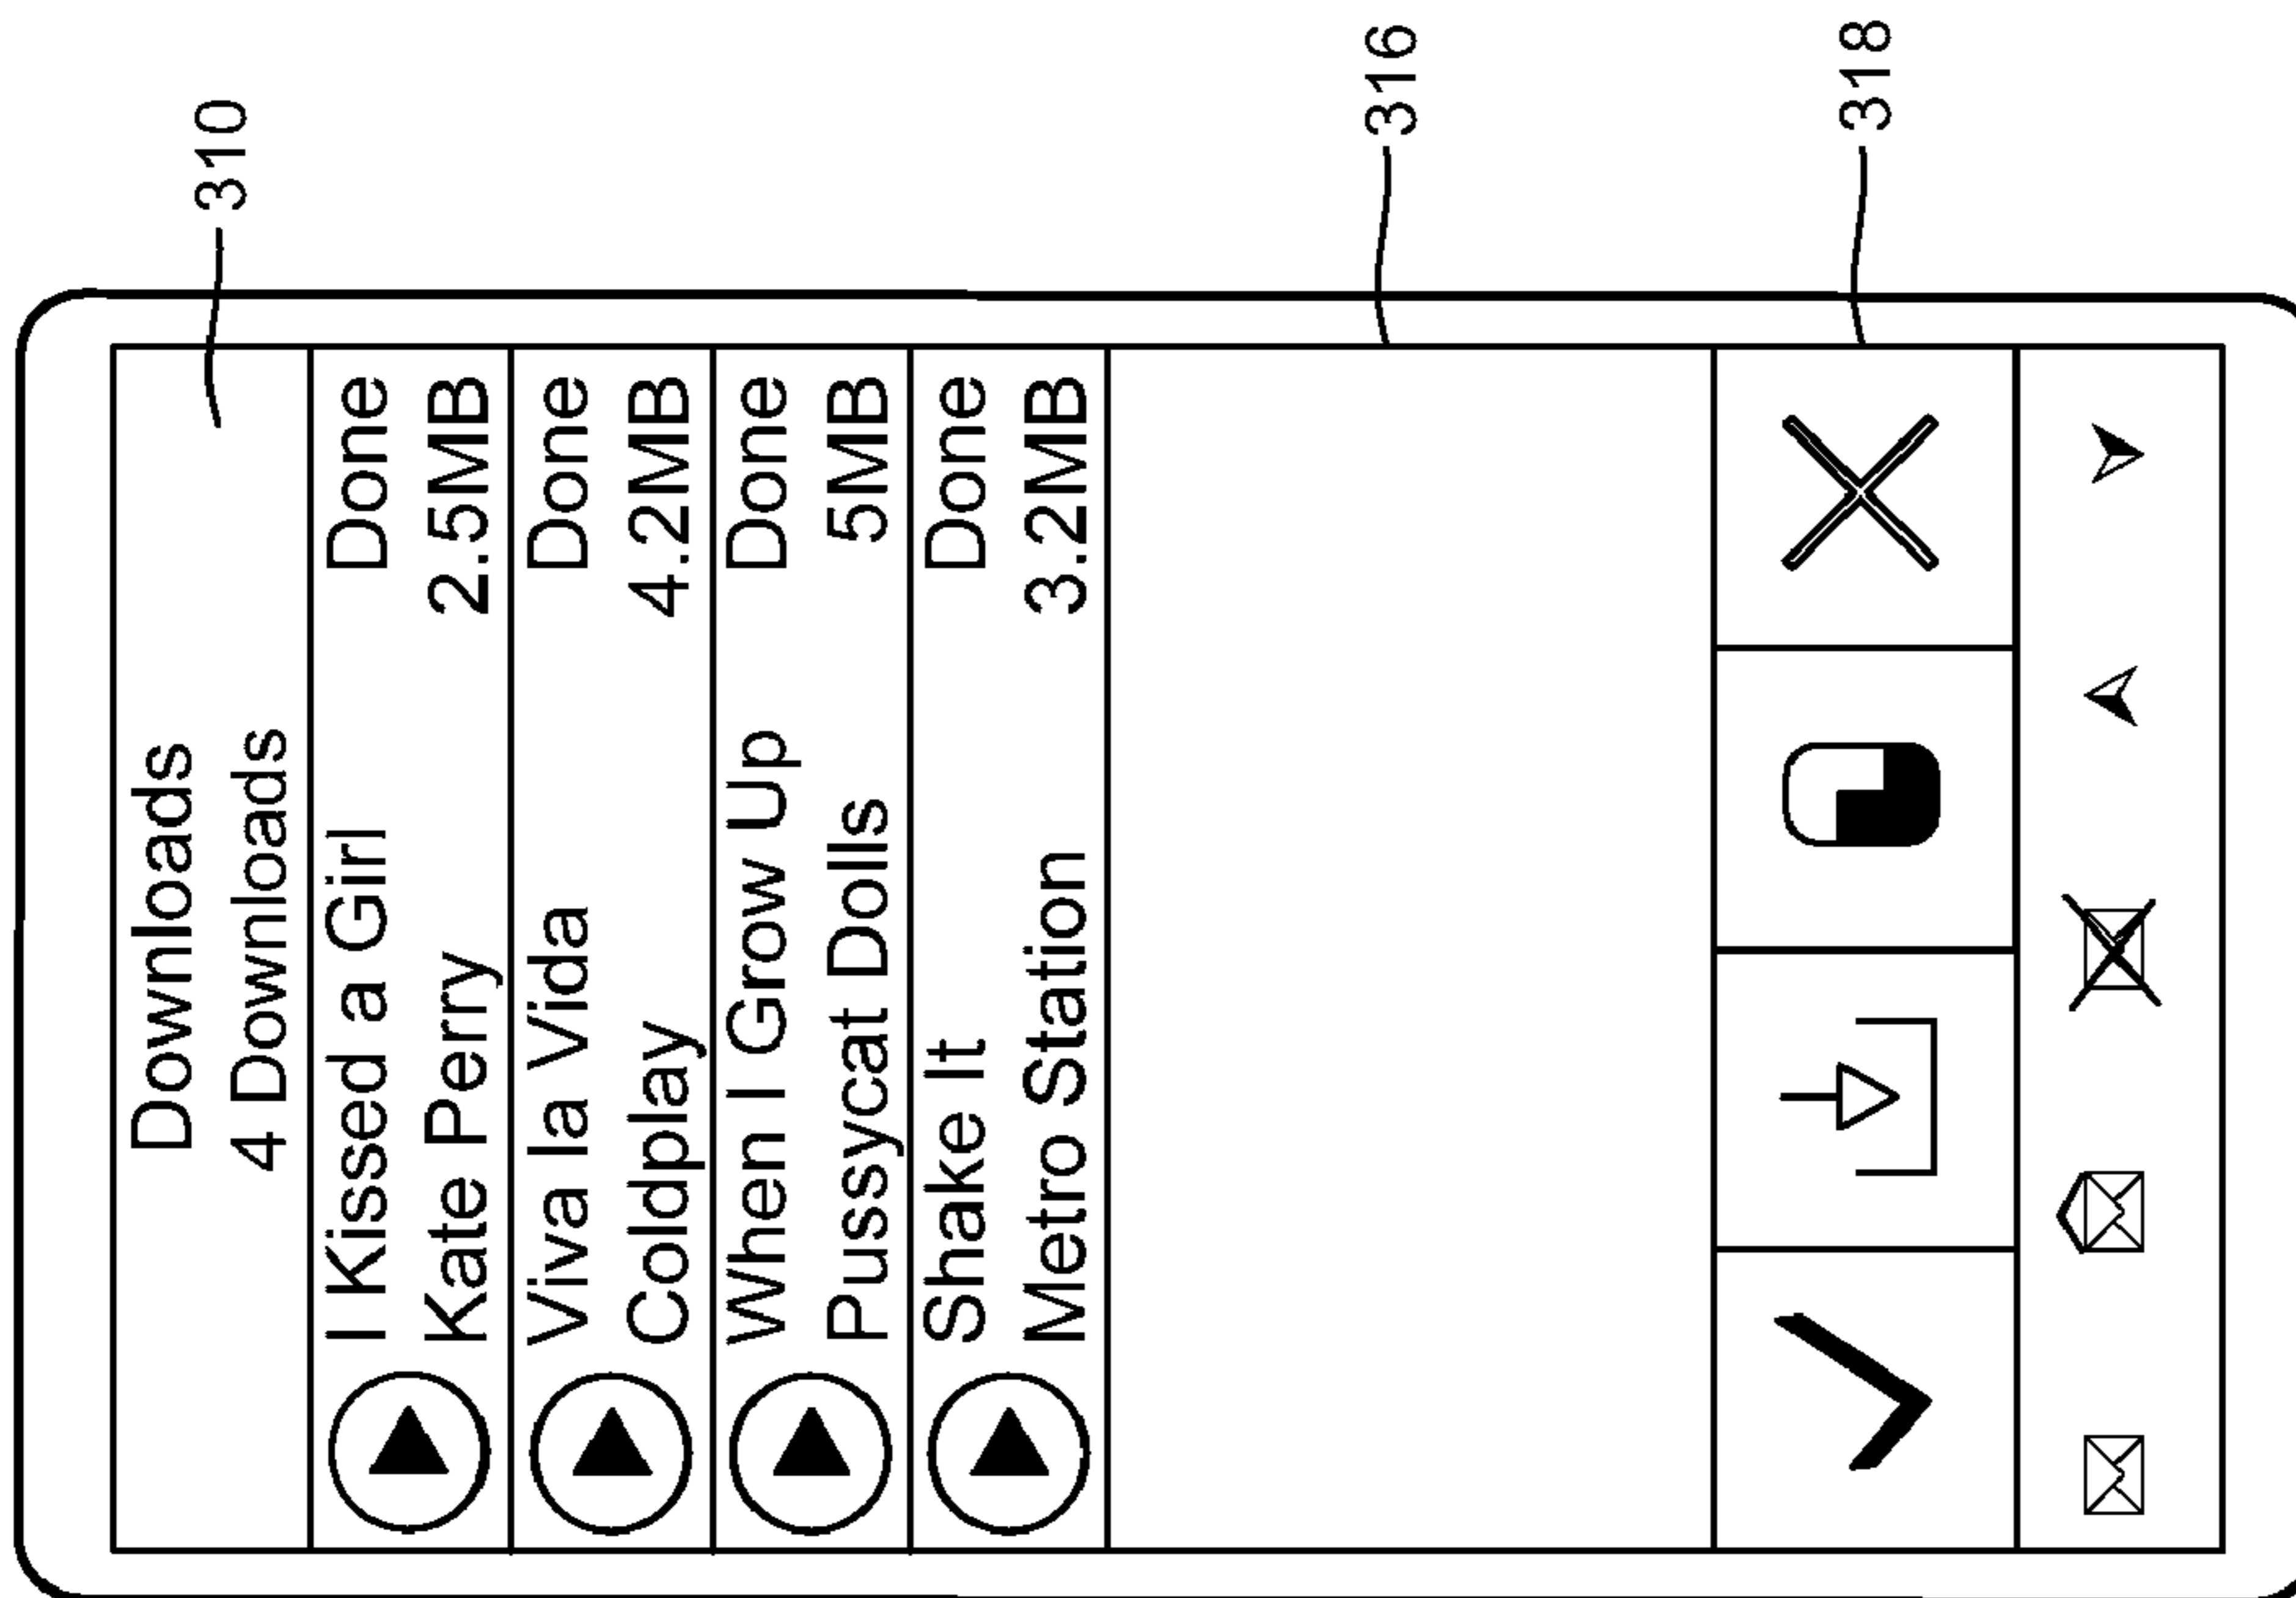 310
Downloads
4 Downloads
I Kissed a Girl Done
Kate Perry 2.5MB
Viva la Vida Done
Coldplay 4.2MB
When I Grow Up Done
Pussycat Dolls 5MB
Shake It Done
Metro Station 3.2MB
316
318